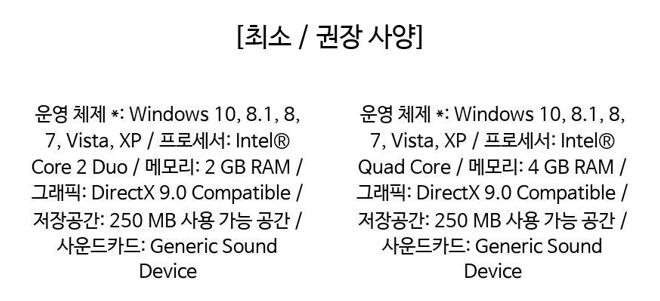 [최소 / 권장 사양]
운영 체제 *: Windows 10, 8.1, 8,
7, Vista, XP / 프로세서: Intel®
Core 2 Duo / 메모리: 2 GB RAM /
그래픽: DirectX 9.0 Compatible /
저장공간: 250 MB 사용 가능 공간 /
사운드카드: Generic Sound
Device
운영 체제 *: Windows 10, 8.1, 8,
7, Vista, XP / 프로세서: Intel®
Quad Core / 메모리: 4 GB RAM /
그래픽: DirectX 9.0 Compatible /
저장공간: 250 MB 사용 가능 공간 /
사운드카드: Generic Sound
Device